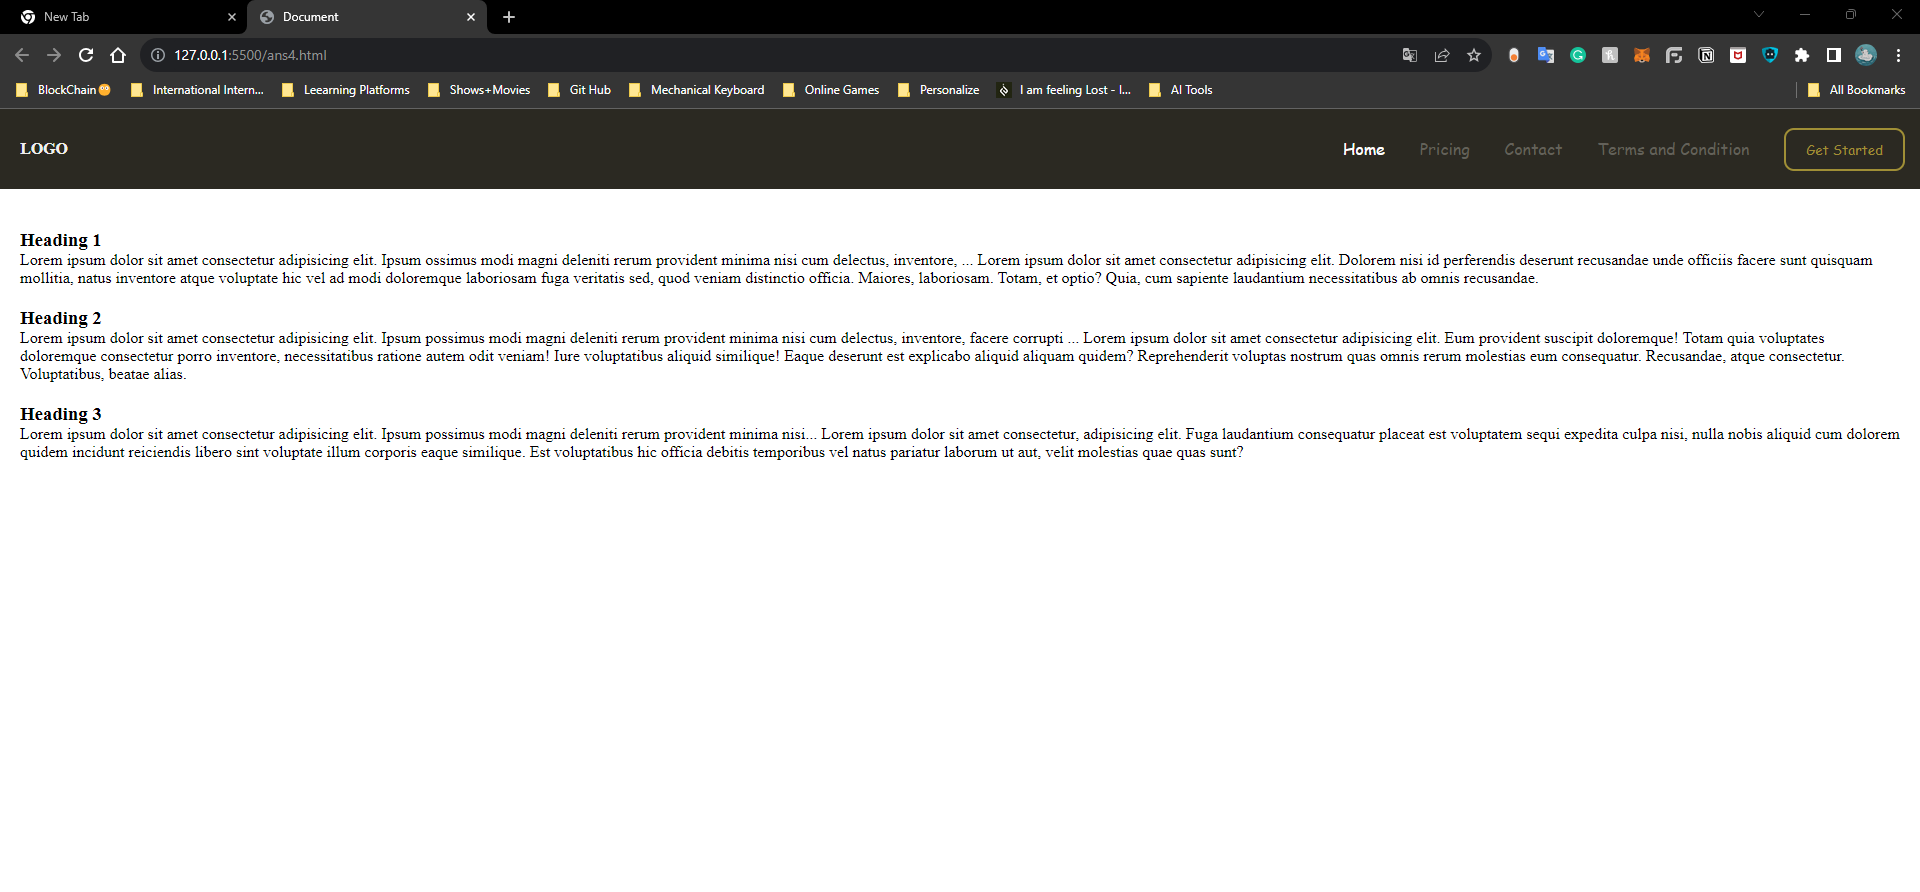 New Tab
Document
127.0.0.1:5500/ans4.html
BlockChain
International Intern...
Leearning Platforms
Shows+Movies
Git Hub
Mechanical Keyboard
Online Games
Personalize
I am feeling Lost - I...
AI Tools
All Bookmarks
LOGO
Home
Pricing
Contact
Terms and Condition
Get Started
Heading 1
Lorem ipsum dolor sit amet consectetur adipisicing elit. Ipsum ossimus modi magni deleniti rerum provident minima nisi cum delectus, inventore, ... Lorem ipsum dolor sit amet consectetur adipisicing elit. Dolorem nisi id perferendis deserunt recusandae unde officiis facere sunt quisquam
mollitia, natus inventore atque voluptate hic vel ad modi doloremque laboriosam fuga veritatis sed, quod veniam distinctio officia. Maiores, laboriosam. Totam, et optio? Quia, cum sapiente laudantium necessitatibus ab omnis recusandae.
Heading 2
Lorem ipsum dolor sit amet consectetur adipisicing elit. Ipsum possimus modi magni deleniti rerum provident minima nisi cum delectus, inventore, facere corrupti ... Lorem ipsum dolor sit amet consectetur adipisicing elit. Eum provident suscipit doloremque! Totam quia voluptates
doloremque consectetur porro inventore, necessitatibus ratione autem odit veniam! Iure voluptatibus aliquid similique! Eaque deserunt est explicabo aliquid aliquam quidem? Reprehenderit voluptas nostrum quas omnis rerum molestias eum consequatur. Recusandae, atque consectetur.
Voluptatibus, beatae alias.
Heading 3
Lorem ipsum dolor sit amet consectetur adipisicing elit. Ipsum possimus modi magni deleniti rerum provident minima nisi... Lorem ipsum dolor sit amet consectetur, adipisicing elit. Fuga laudantium consequatur placeat est voluptatem sequi expedita culpa nisi, nulla nobis aliquid cum dolorem
quidem incidunt reiciendis libero sint voluptate illum corporis eaque similique. Est voluptatibus hic officia debitis temporibus vel natus pariatur laborum ut aut, velit molestias quae quas sunt?